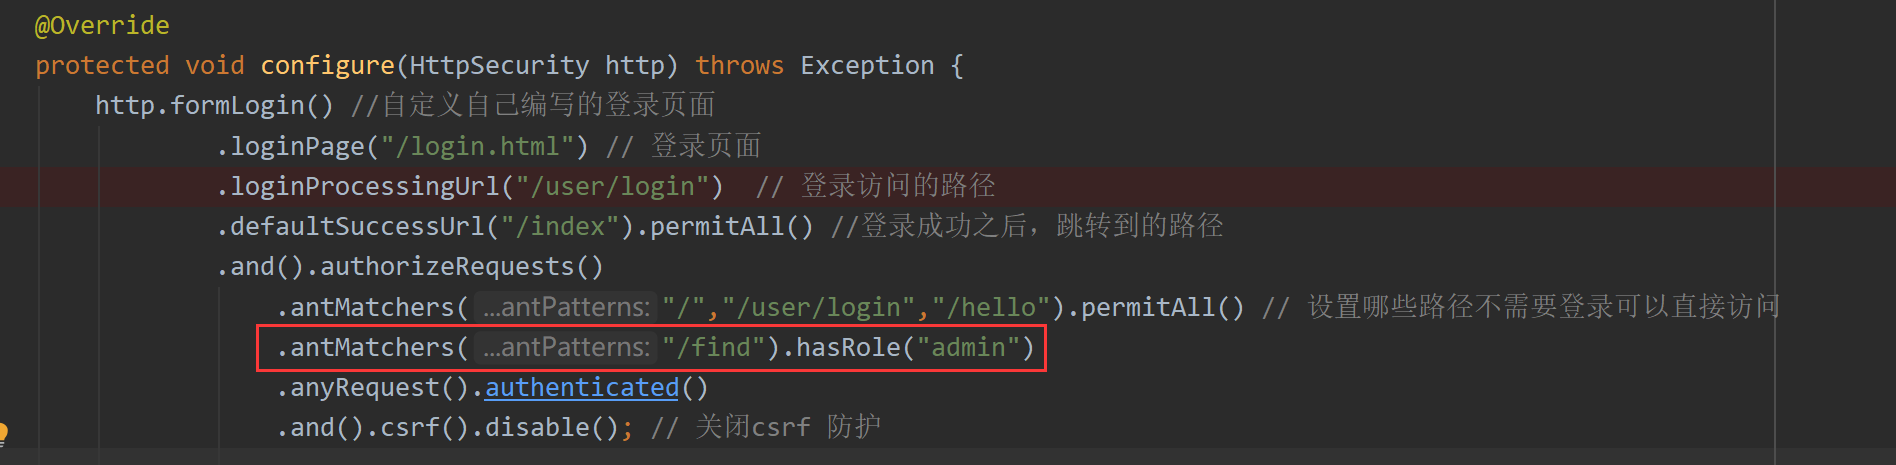 @Override
protected void configure(HttpSecurity http) throws Exception {
http.formLogin() //自定义自己编写的登录页面
.loginPage("/login.html") // 登录页面
.loginProcessingUrl("/user/login")  // 登录访问的路径
.defaultSuccessUrl("/index").permitAll() //登录成功之后，跳转到的路径
.and().authorizeRequests()
.antMatchers( ...antPatterns: "/","/user/login","/hello").permitAll() // 设置哪些路径不需要登录可以直接访问
.antMatchers( ...antPatterns: "/find").hasRole("admin")
.anyRequest().authenticated()
.and().csrf().disable(); // 关闭csrf 防护